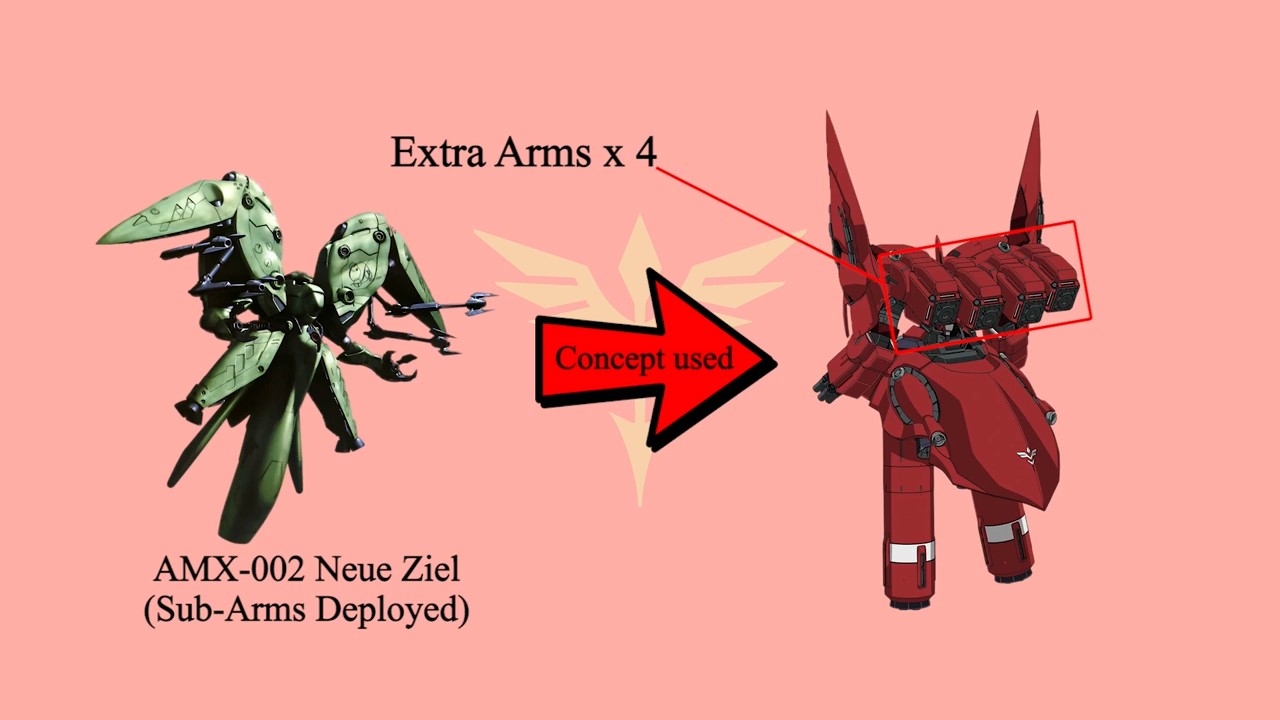 Extra Arms x 4
Concept used
AMX-002 Neue Ziel
(Sub-Arms Deployed)